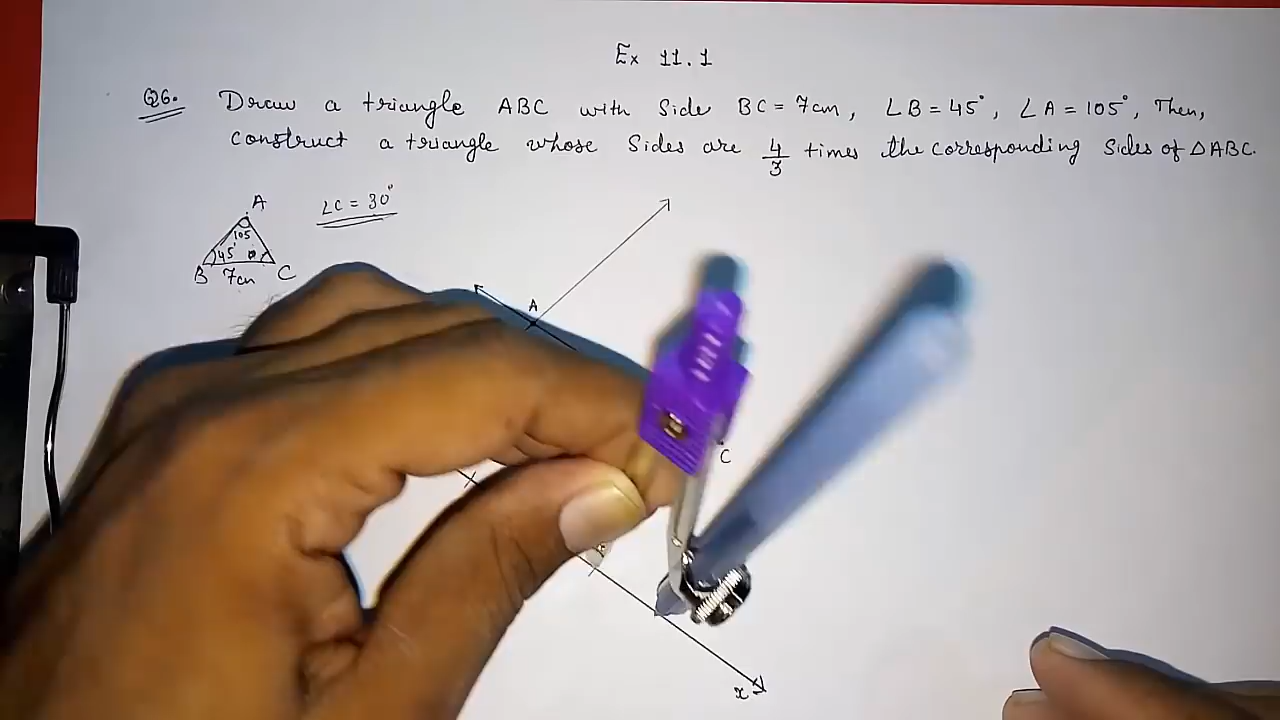 Ex 11.1
Q6. Draw a triangle ABC with Side BC = 7cm, ∠B = 45°, ∠A = 105°, Then,
construct a triangle whose Sides are 4/3 times the corresponding Sides of △ABC.
A
∠C = 30°
105
45°
B 7cm C
A
C
x